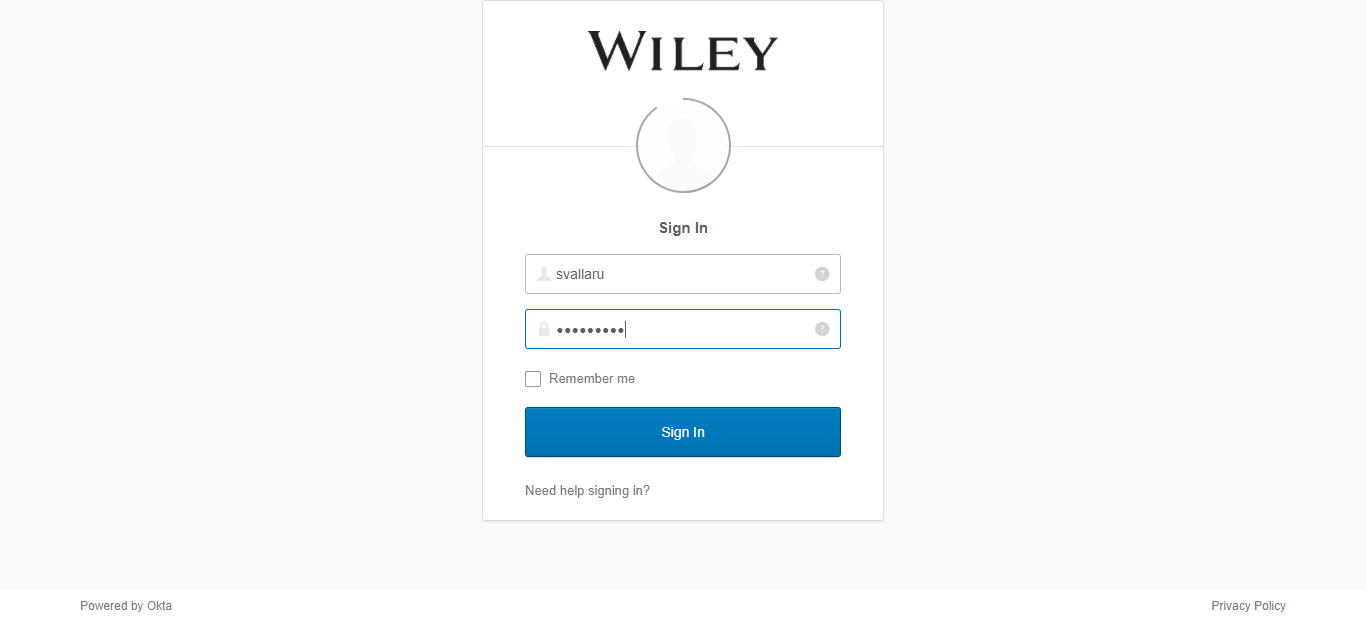 WILEY
Sign In
svallaru
?
•••••••••
?
Remember me
Sign In
Need help signing in?
Powered by Okta
Privacy Policy